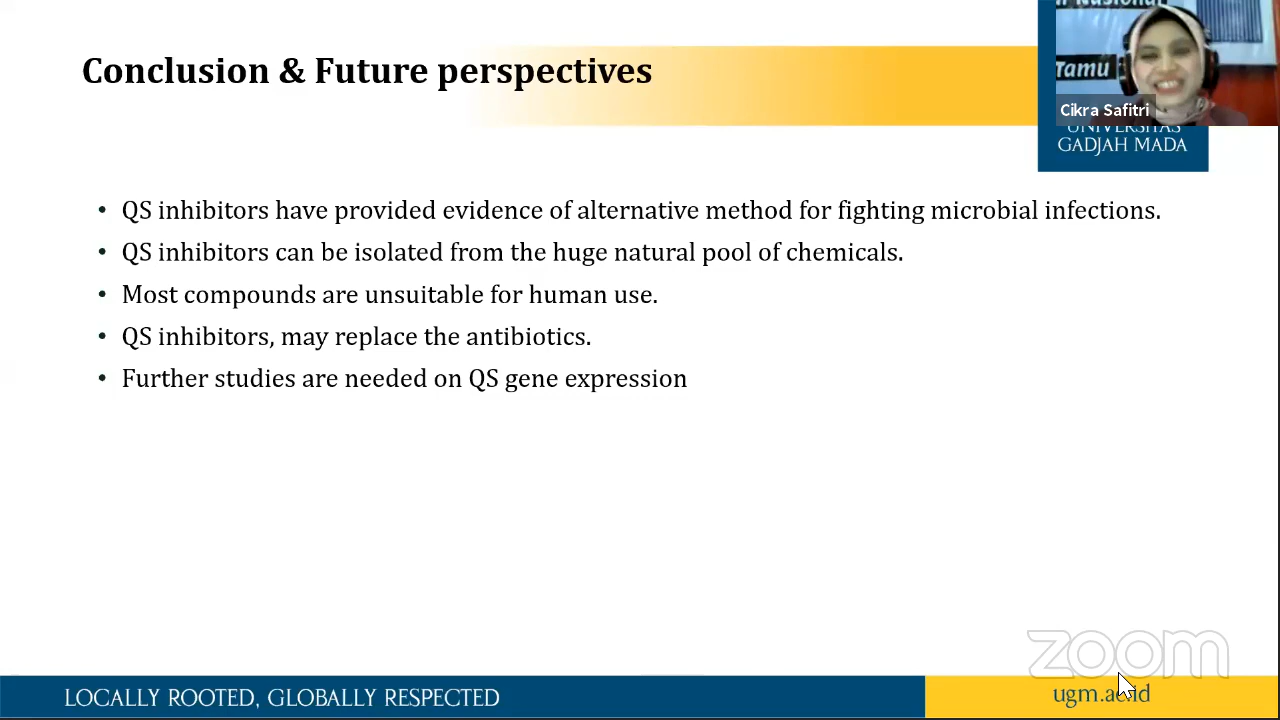 Conclusion & Future perspectives
Tamu
Cikra Safitri
UNIVERSITAS
GADJAH MADA
• QS inhibitors have provided evidence of alternative method for fighting microbial infections.
• QS inhibitors can be isolated from the huge natural pool of chemicals.
• Most compounds are unsuitable for human use.
• QS inhibitors, may replace the antibiotics.
• Further studies are needed on QS gene expression
zoom
LOCALLY ROOTED, GLOBALLY RESPECTED
ugm.ac.id